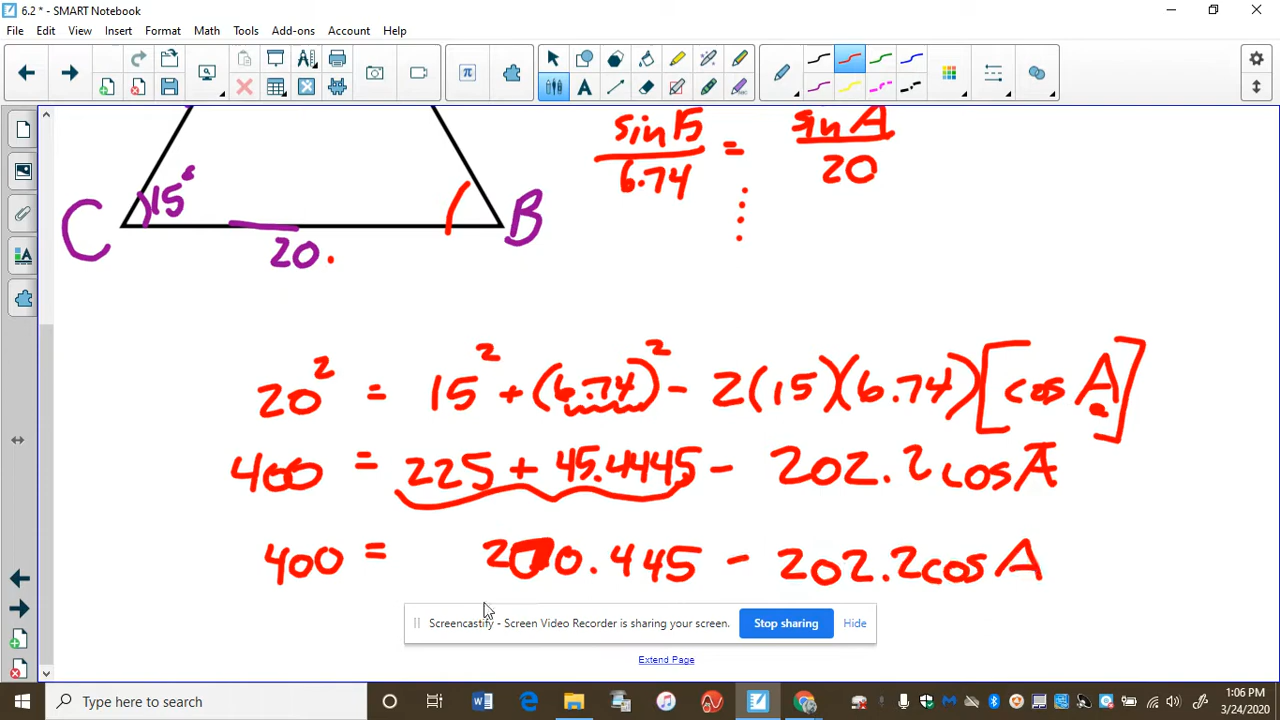 6.2 * - SMART Notebook
File Edit View Insert Format Math Tools Add-ons Account Help
sin 15 = sin A
6.74 20
C 15° B
20.
20² = 15² + (6.74)² - 2(15)(6.74)[cos A]
400 = 225 + 45.4445 - 202.2 cos A
400 = 270.445 - 202.2 cos A
Screencastify - Screen Video Recorder is sharing your screen. Stop sharing Hide
Extend Page
Type here to search
1:06 PM
3/24/2020